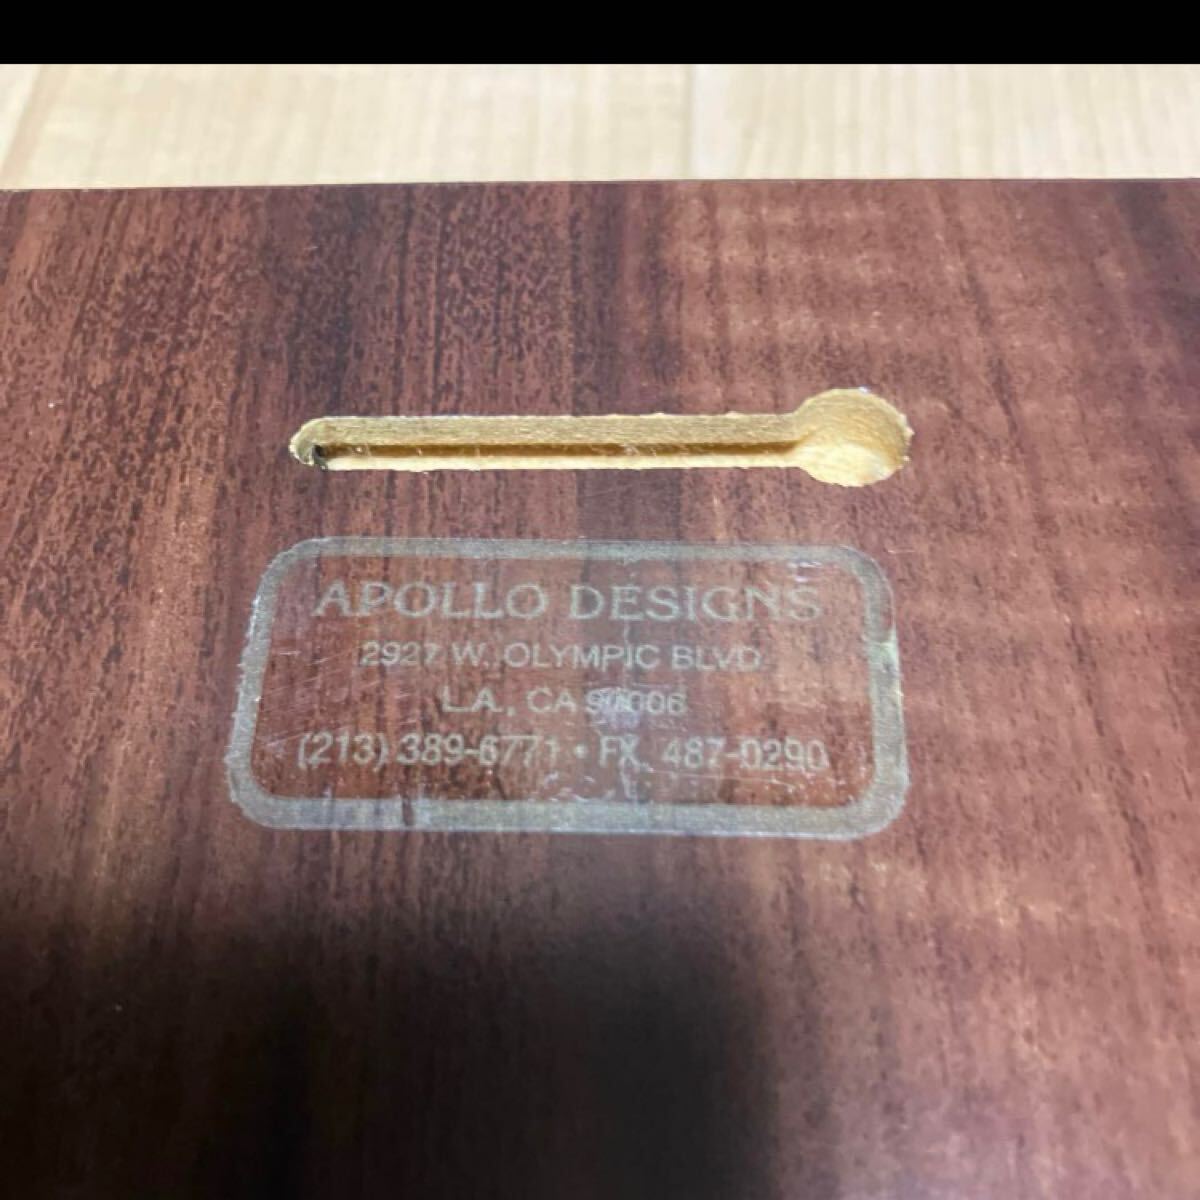 APOLLO DESIGNS
2927 W. OLYMPIC BLVD.
L.A., CA 90006
(213) 389-6771 • FX. 487-0290